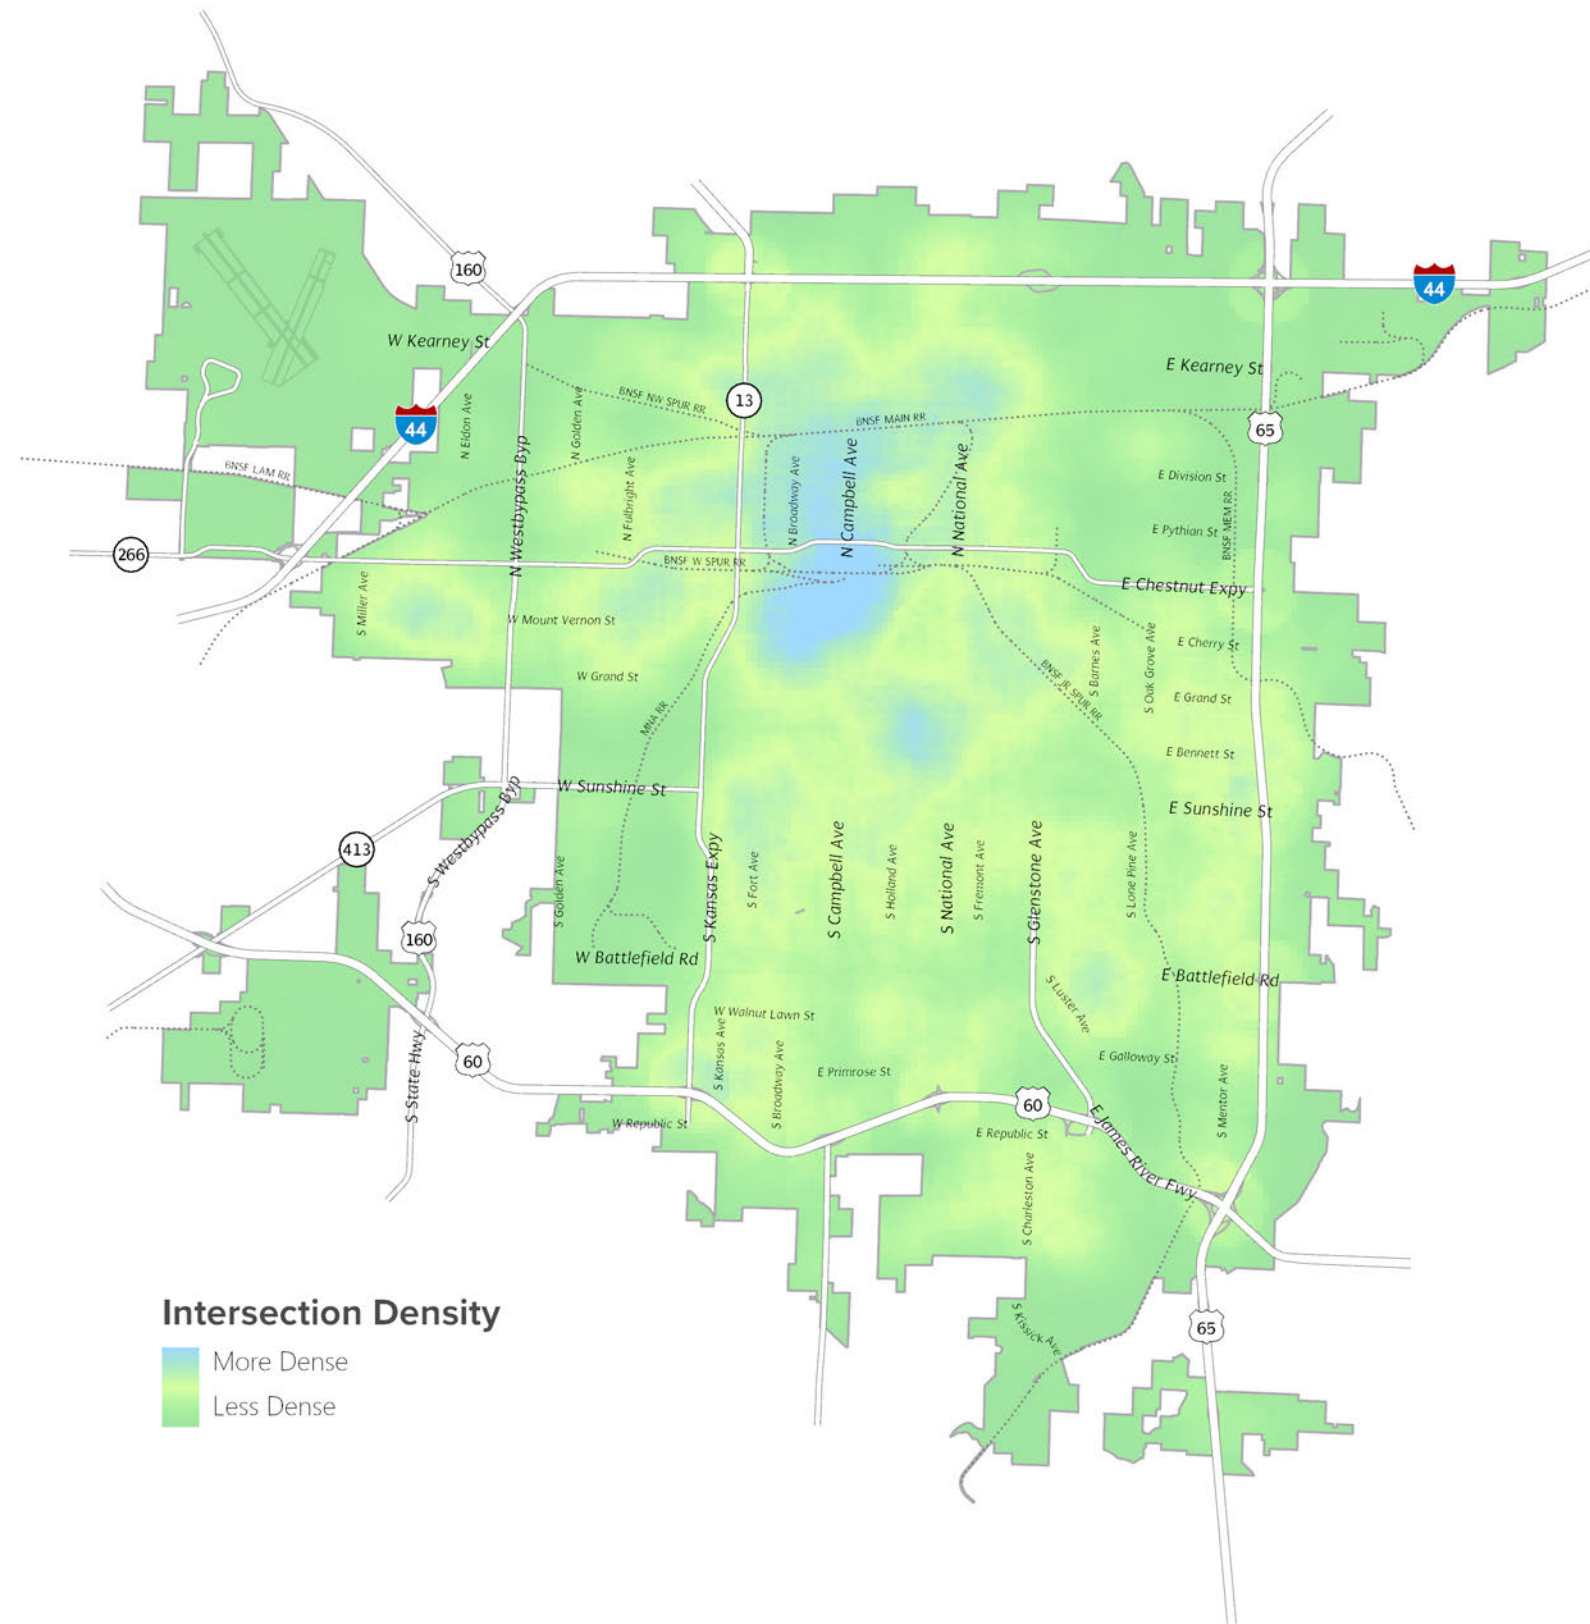 160
44
W Kearney St
E Kearney St
BNSF NW SPUR RR
13
N Eldon Ave
N Golden Ave
44
BNSF MAIN RR
65
N Westbypass Byp
N Fulbright Ave
N Broadway Ave
N Campbell Ave
N National Ave
BNSF LAM RR
E Division St
BNSF MEM RR
E Pythian St
266
BNSF W SPUR RR
E Chestnut Expy
S Miller Ave
W Mount Vernon St
S Barnes Ave
S Oak Grove Ave
E Cherry St
W Grand St
BNSF JR SPUR RR
E Grand St
MNA RR
E Bennett St
W Sunshine St
E Sunshine St
S Westbypass Byp
413
S Golden Ave
S Kansas Expy
S Fort Ave
S Campbell Ave
S Holland Ave
S National Ave
S Fremont Ave
S Glenstone Ave
S Lone Pine Ave
160
W Battlefield Rd
E Battlefield Rd
S Luster Ave
W Walnut Lawn St
S Kansas Ave
S Broadway Ave
S State Hwy
60
E Primrose St
E Galloway St
S Mentor Ave
60
W Republic St
E Republic St
E James River Fwy
S Charleston Ave
S Kissick Ave
65
Intersection Density
More Dense
Less Dense